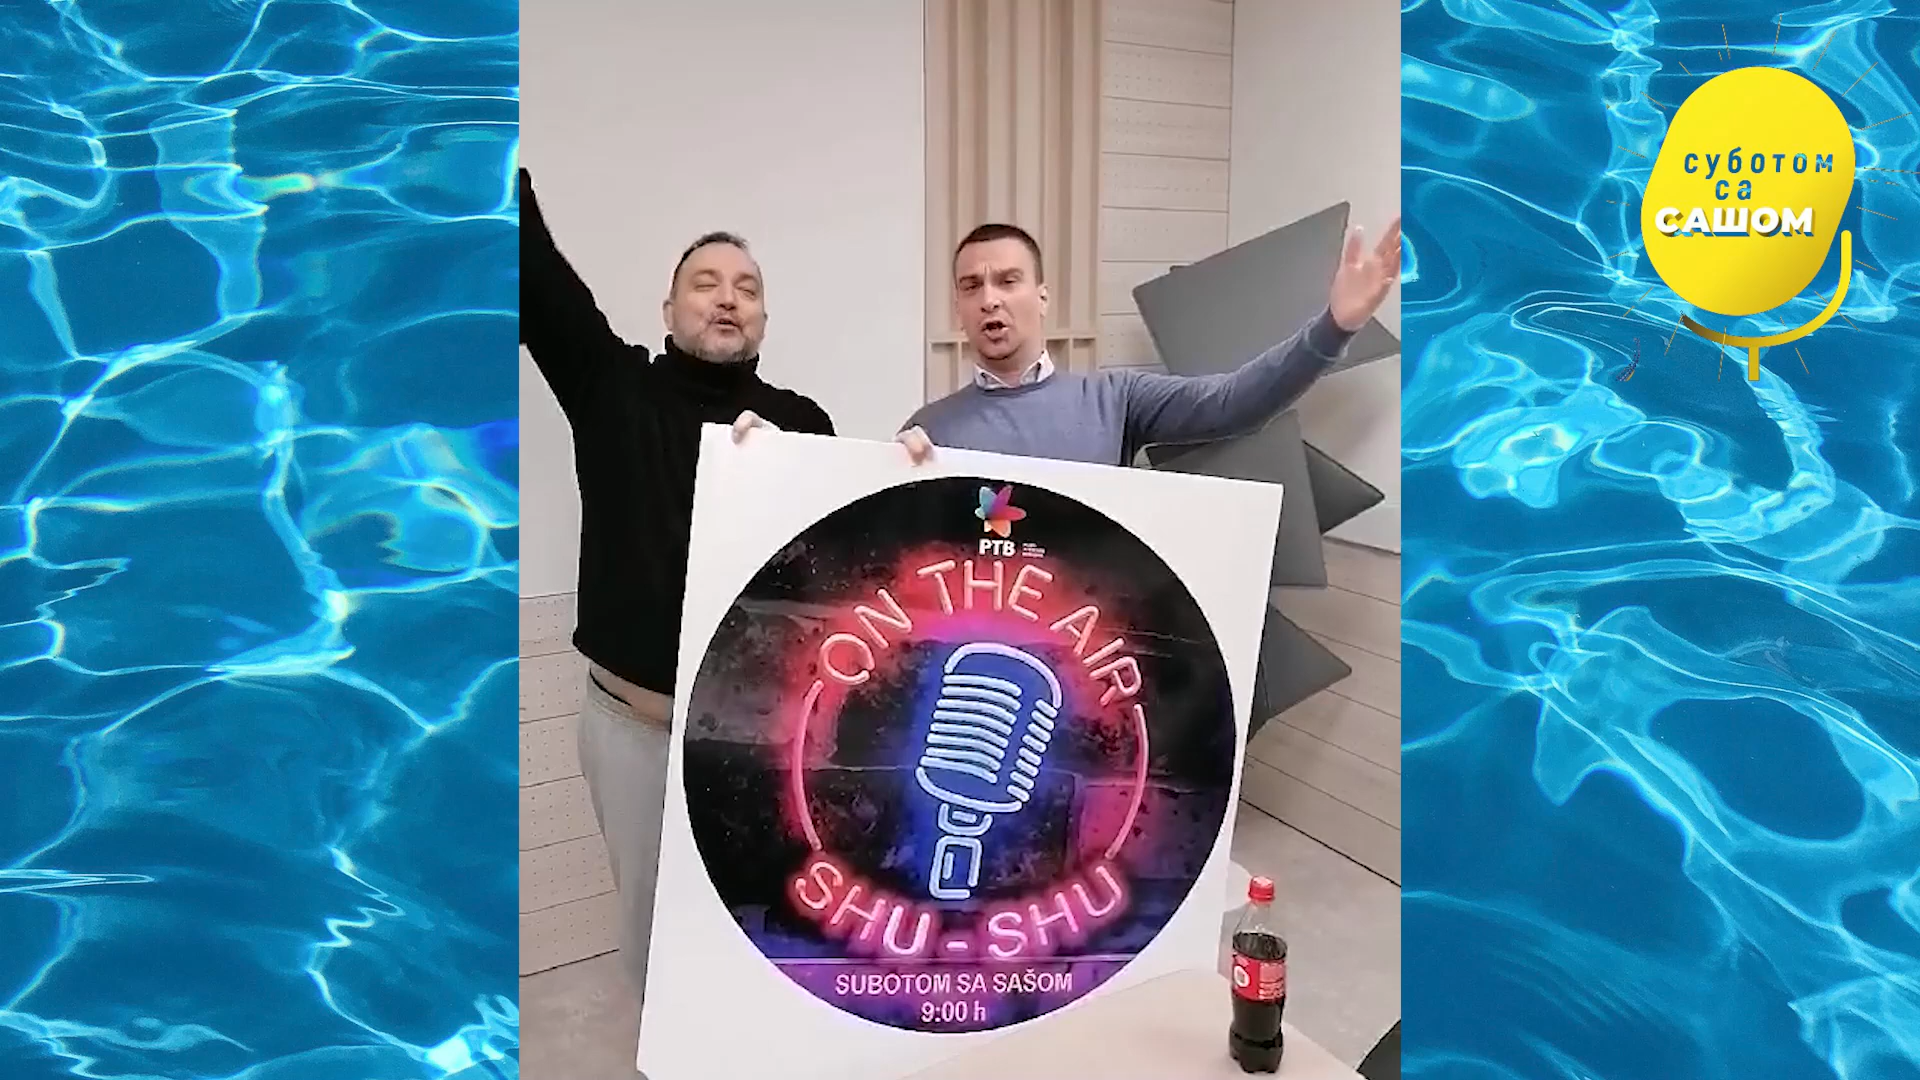 суботом
са
САШОМ
РТВ
ON THE AIR
SHU-SHU
SUBOTOM SA SAŠOM
9:00 h